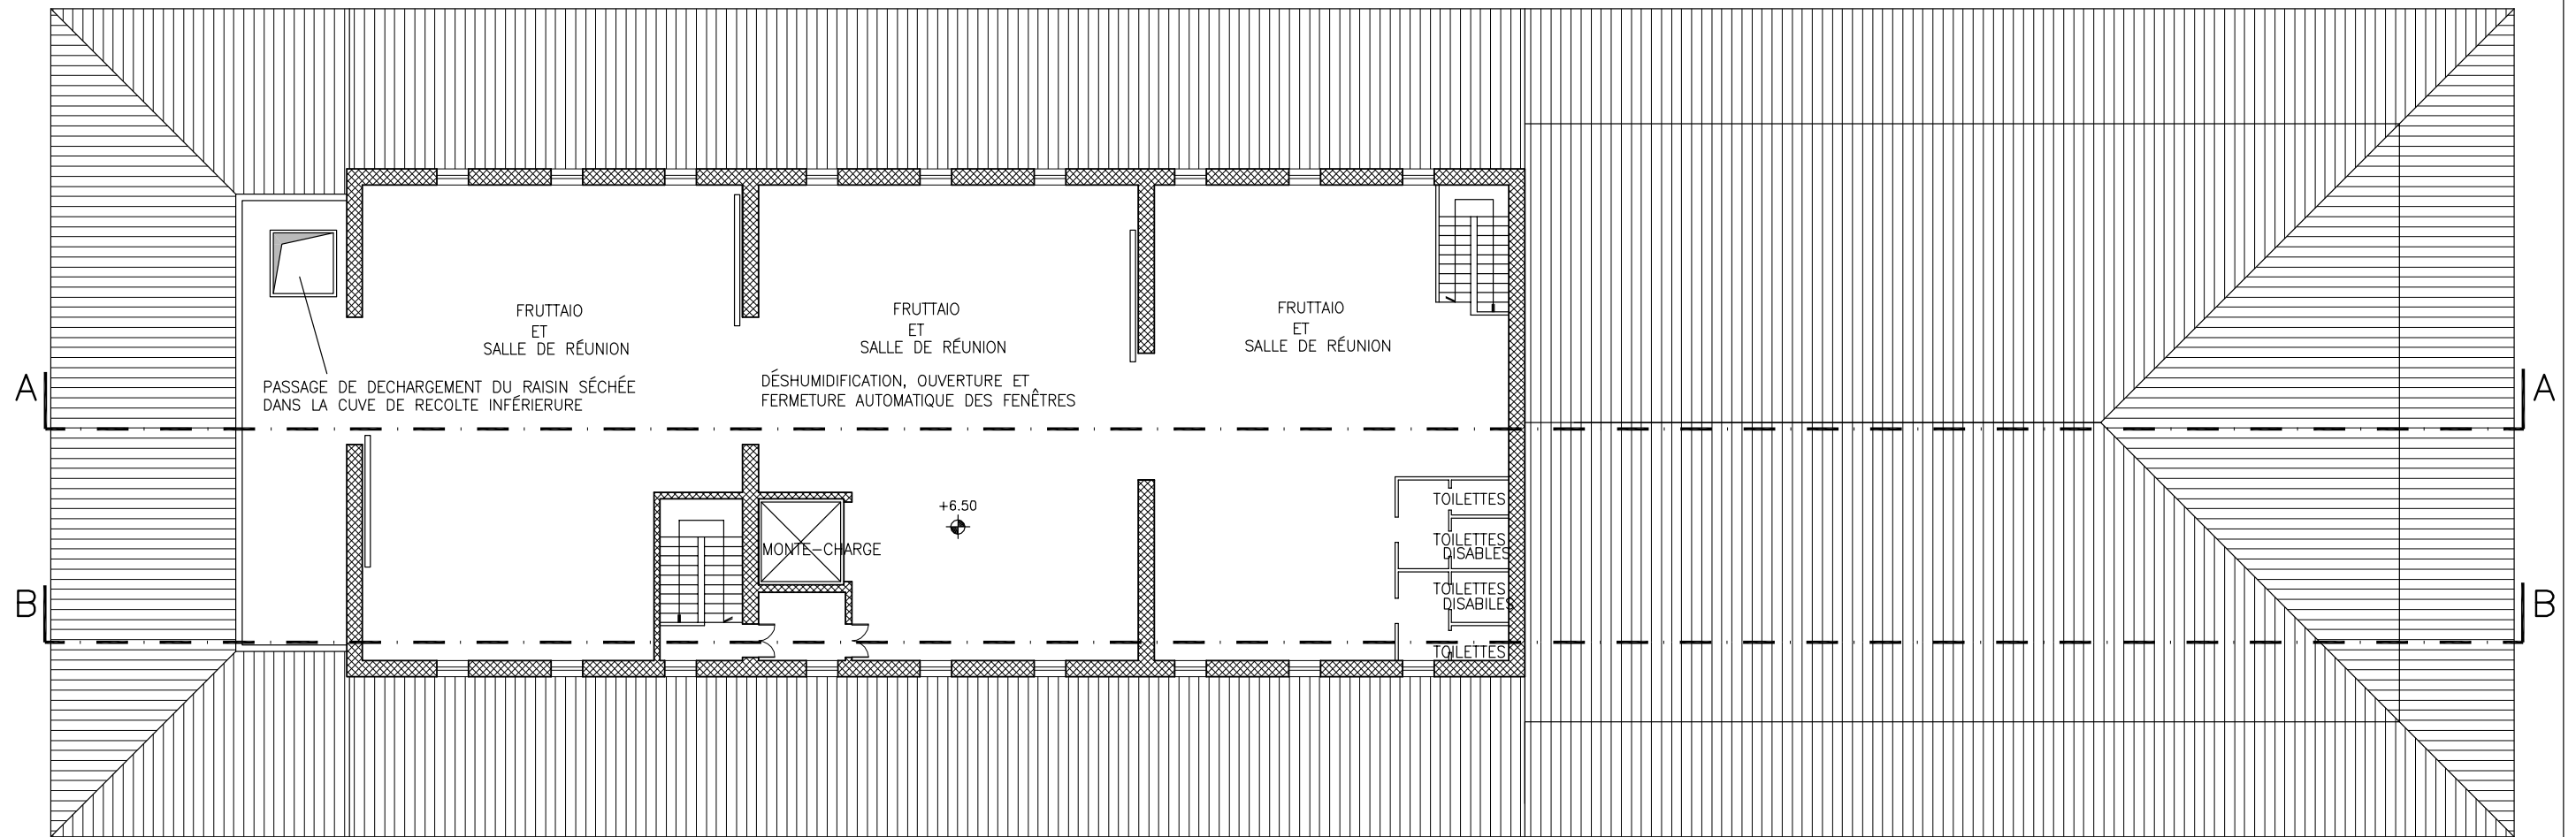 FRUTTAIO
ET
SALLE DE RÉUNION
FRUTTAIO
ET
SALLE DE RÉUNION
FRUTTAIO
ET
SALLE DE RÉUNION
PASSAGE DE DECHARGEMENT DU RAISIN SÉCHÉE
DANS LA CUVE DE RECOLTE INFÉRIERURE
DÉSHUMIDIFICATION, OUVERTURE ET
FERMETURE AUTOMATIQUE DES FENÊTRES
A
A
+6.50
MONTE-CHARGE
TOILETTES
TOILETTES
DISABLES
TOILETTES
DISABILES
B
B
TOILETTES